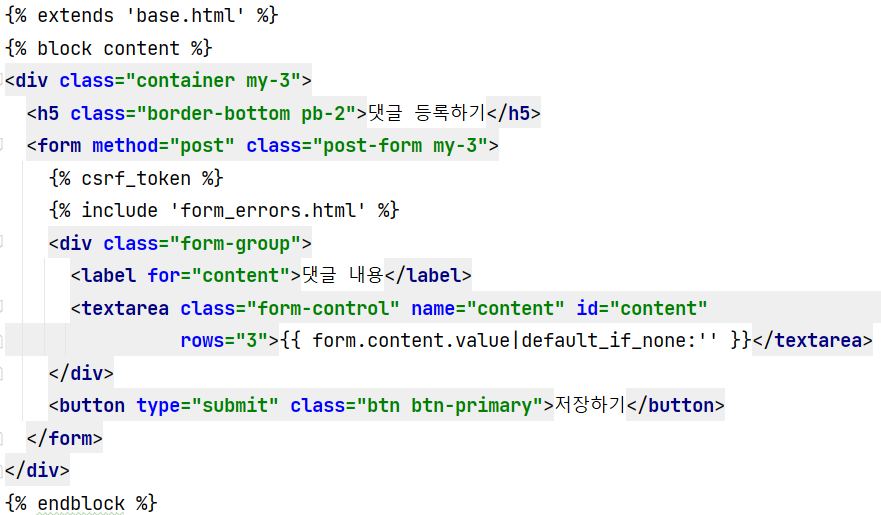 {% extends 'base.html' %}
{% block content %}
<div class="container my-3">
<h5 class="border-bottom pb-2">댓글 등록하기</h5>
<form method="post" class="post-form my-3">
{% csrf_token %}
{% include 'form_errors.html' %}
<div class="form-group">
<label for="content">댓글 내용</label>
<textarea class="form-control" name="content" id="content"
rows="3">{{ form.content.value|default_if_none:'' }}</textarea>
</div>
<button type="submit" class="btn btn-primary">저장하기</button>
</form>
</div>
{% endblock %}